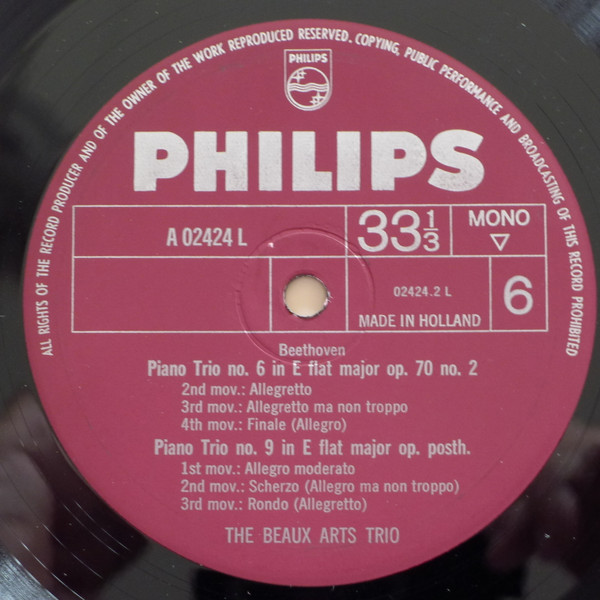 ALL RIGHTS OF THE RECORD PRODUCER AND OF THE OWNER OF THE WORK REPRODUCED RESERVED. COPYING, PUBLIC PERFORMANCE AND BROADCASTING OF THIS RECORD PROHIBITED
PHILIPS
PHILIPS
A 02424 L
33 1/3
MONO
▽
02424.2 L
6
MADE IN HOLLAND
Beethoven
Piano Trio no. 6 in E flat major op. 70 no. 2
2nd mov.: Allegretto
3rd mov.: Allegretto ma non troppo
4th mov.: Finale (Allegro)
Piano Trio no. 9 in E flat major op. posth.
1st mov.: Allegro moderato
2nd mov.: Scherzo (Allegro ma non troppo)
3rd mov.: Rondo (Allegretto)
THE BEAUX ARTS TRIO